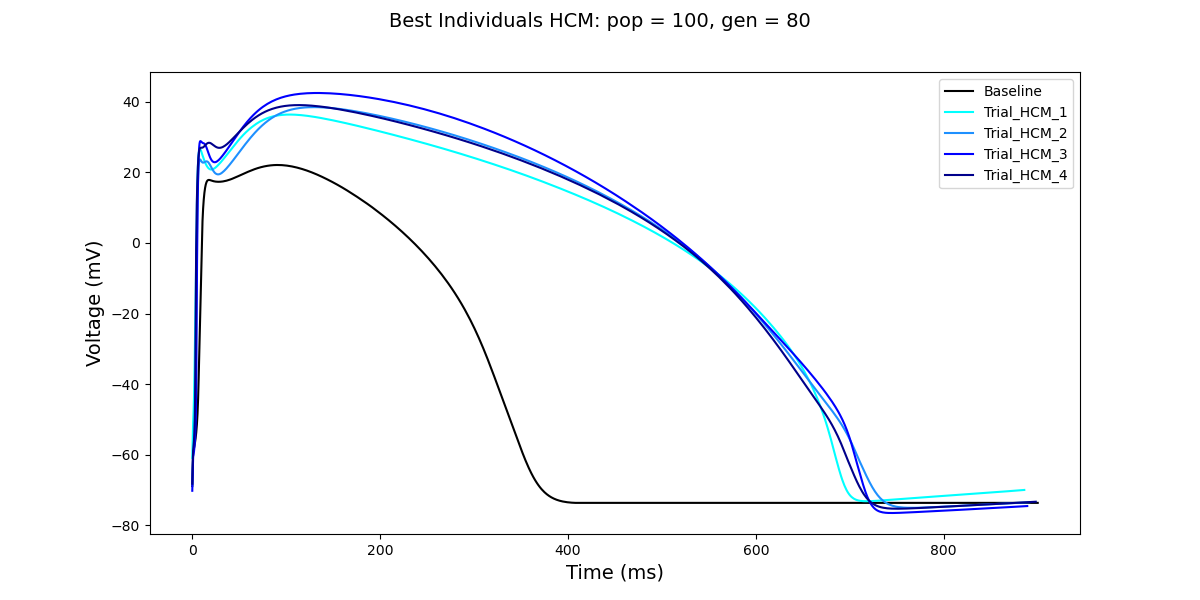 Best Individuals HCM: pop = 100, gen = 80
Baseline
Trial_HCM_1
Trial_HCM_2
Trial_HCM_3
Trial_HCM_4
Voltage (mV)
40
20
0
−20
−40
−60
−80
0 200 400 600 800
Time (ms)